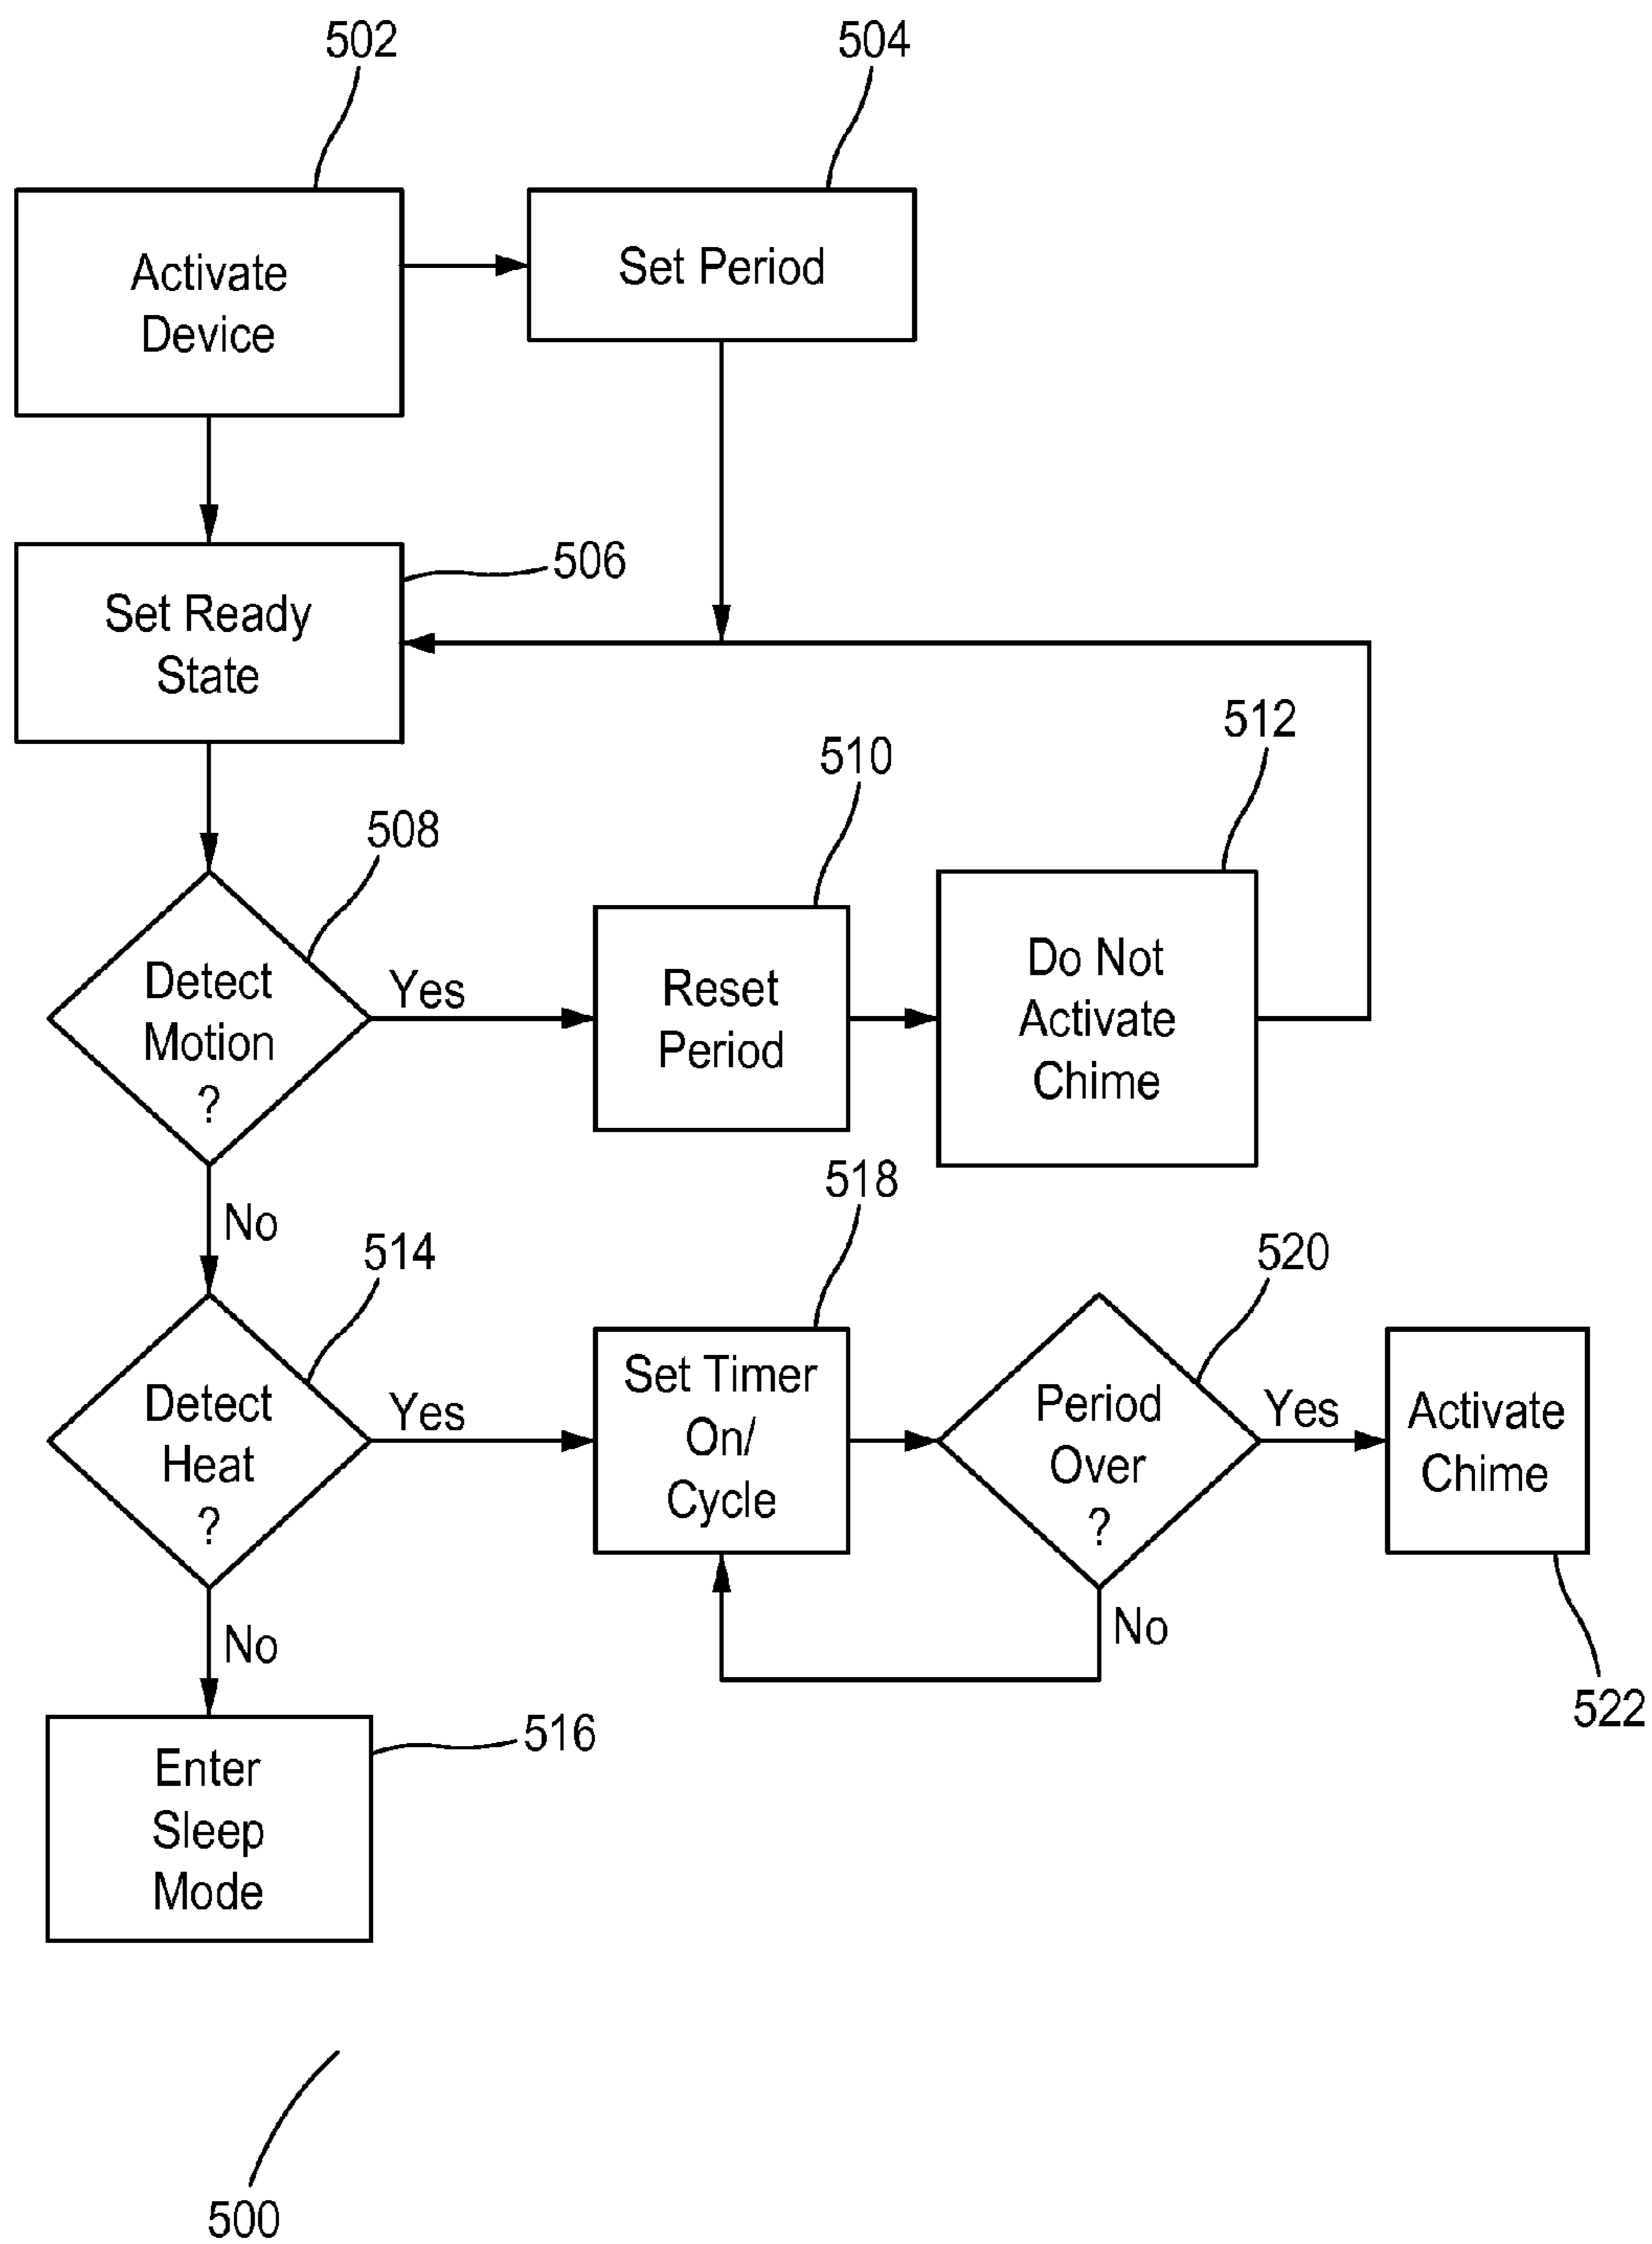 502
504
Activate
Device
Set Period
506
Set Ready
State
512
510
508
Detect
Motion
?
Yes
Reset
Period
Do Not
Activate
Chime
No
518
514
520
Detect
Heat
?
Yes
Set Timer
On/
Cycle
Period
Over
?
Yes
Activate
Chime
No
No
522
516
Enter
Sleep
Mode
500